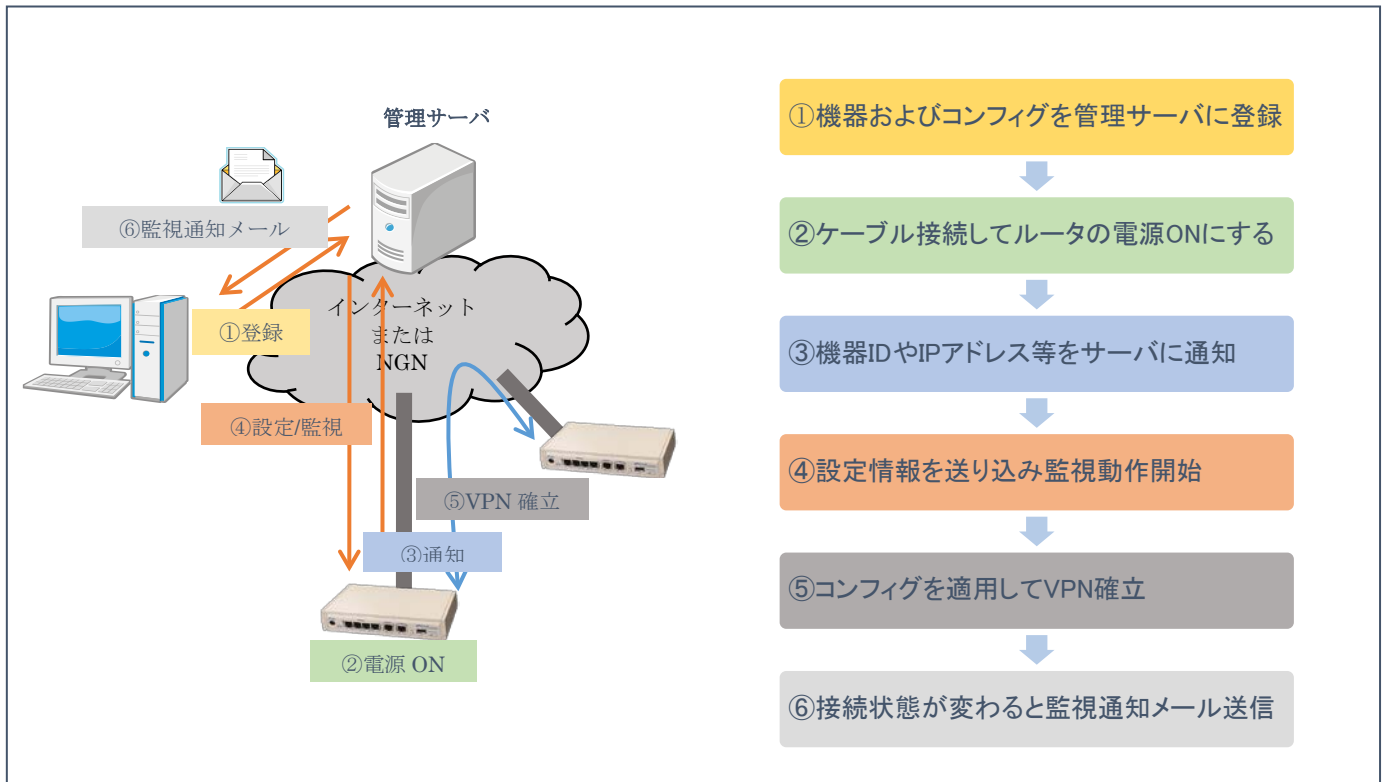 管理サーバ
⑥監視通知メール
インターネット
または
NGN
①登録
④設定/監視
⑤VPN 確立
③通知
②電源 ON
①機器およびコンフィグを管理サーバに登録
②ケーブル接続してルータの電源ONにする
③機器IDやIPアドレス等をサーバに通知
④設定情報を送り込み監視動作開始
⑤コンフィグを適用してVPN確立
⑥接続状態が変わると監視通知メール送信